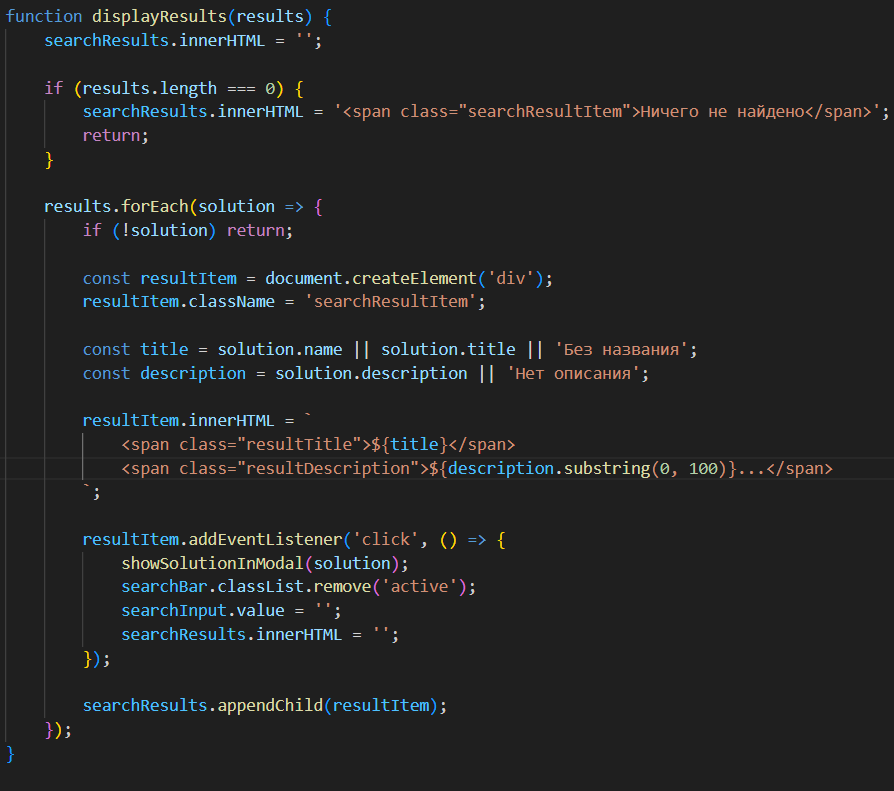 function displayResults(results) {
    searchResults.innerHTML = '';

    if (results.length === 0) {
        searchResults.innerHTML = '<span class="searchResultItem">Ничего не найдено</span>';
        return;
    }

    results.forEach(solution => {
        if (!solution) return;

        const resultItem = document.createElement('div');
        resultItem.className = 'searchResultItem';

        const title = solution.name || solution.title || 'Без названия';
        const description = solution.description || 'Нет описания';

        resultItem.innerHTML = `
            <span class="resultTitle">${title}</span>
            <span class="resultDescription">${description.substring(0, 100)}...</span>
        `;

        resultItem.addEventListener('click', () => {
            showSolutionInModal(solution);
            searchBar.classList.remove('active');
            searchInput.value = '';
            searchResults.innerHTML = '';
        });

        searchResults.appendChild(resultItem);
    });
}